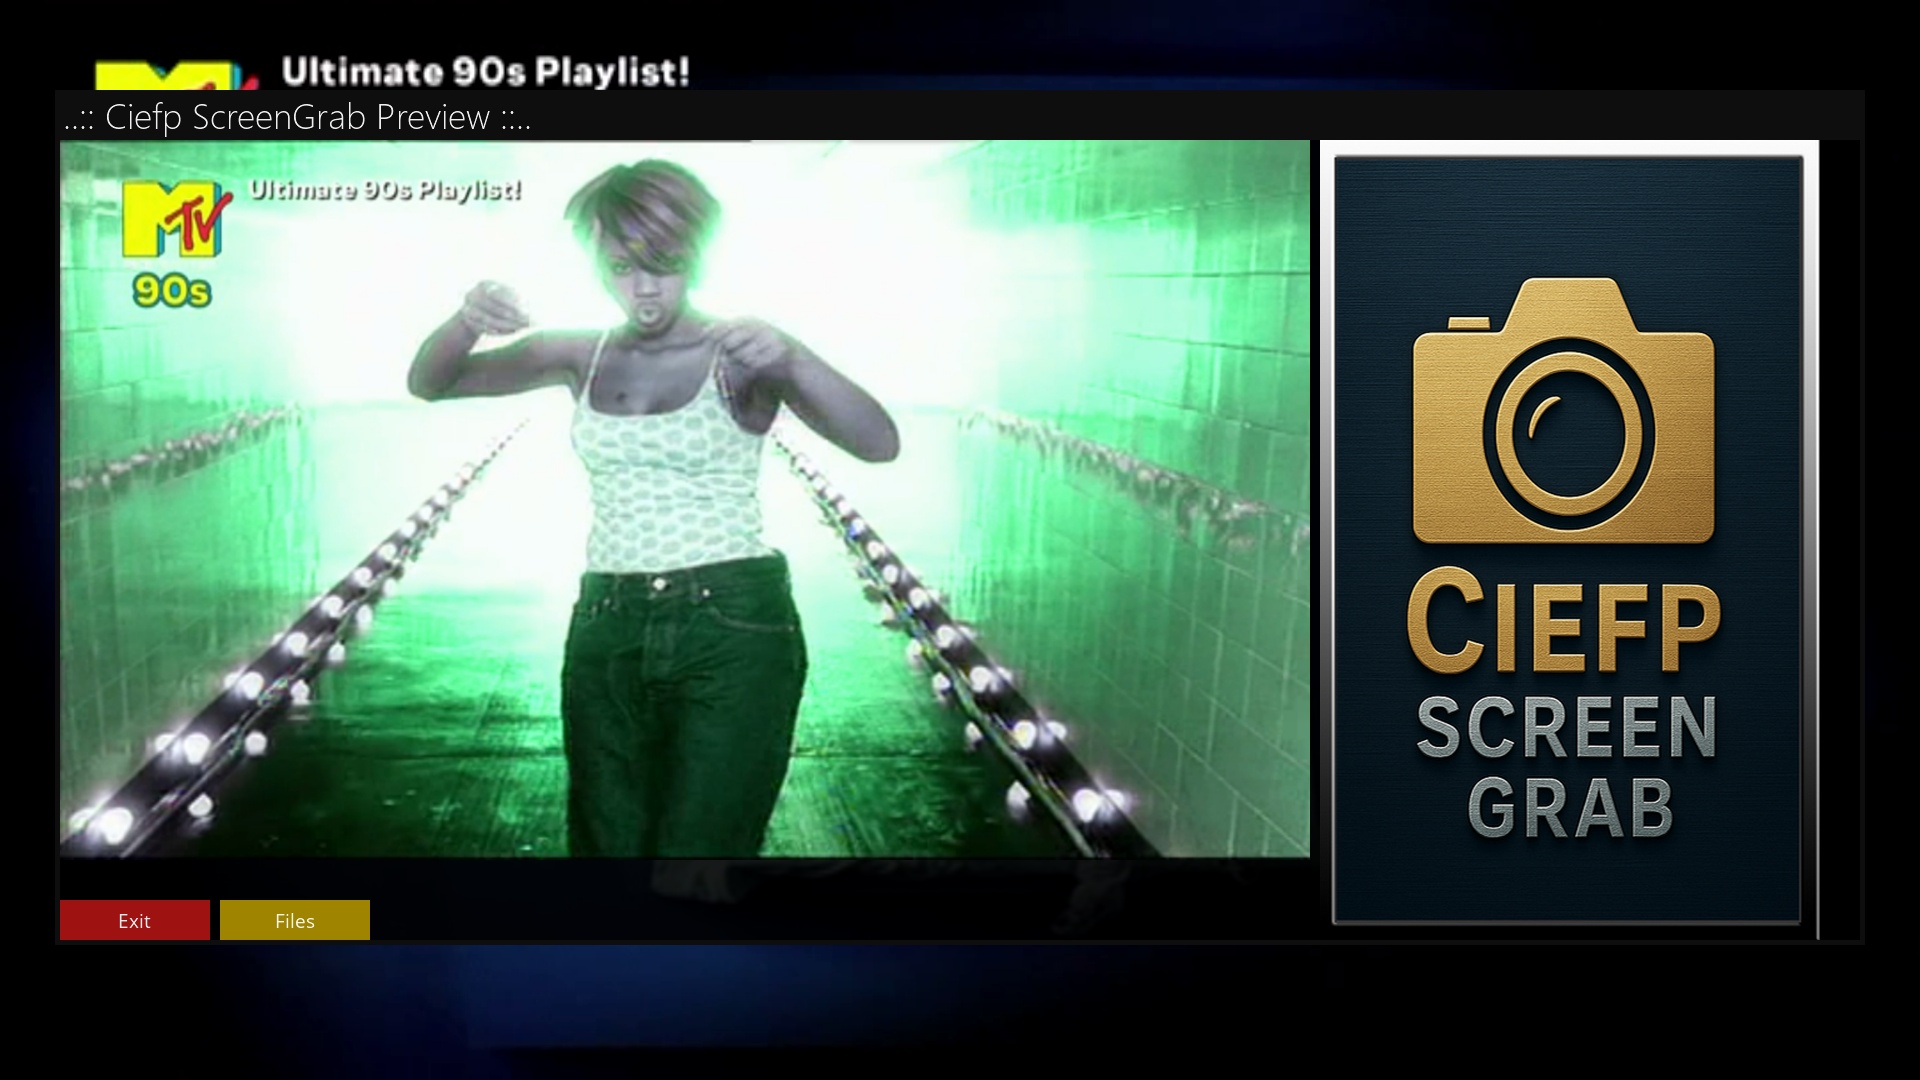 Ultimate 90s Playlist!
..:: Ciefp ScreenGrab Preview ::..
MTV
90s
Ultimate 90s Playlist!
CIEFP
SCREEN
GRAB
Exit
Files